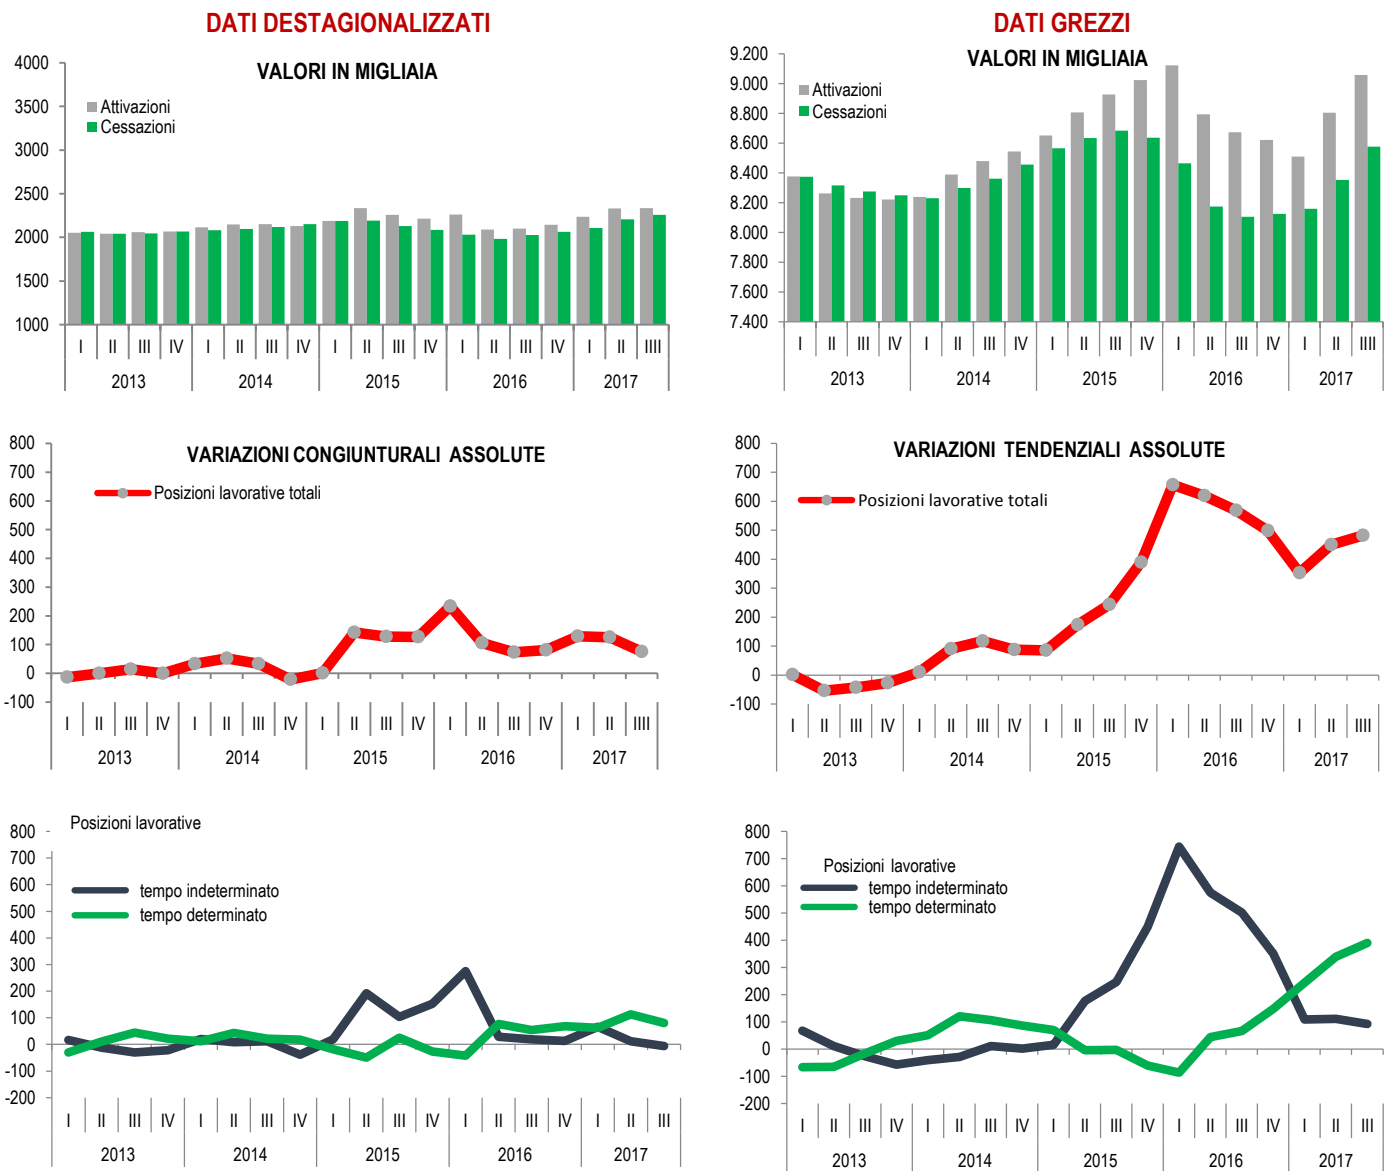 DATI DESTAGIONALIZZATI
VALORI IN MIGLIAIA
Attivazioni
Cessazioni
4000
3500
3000
2500
2000
1500
1000
I II III IV I II III IV I II III IV I II III IV I II IIII
2013 2014 2015 2016 2017
DATI GREZZI
VALORI IN MIGLIAIA
Attivazioni
Cessazioni
9.200
9.000
8.800
8.600
8.400
8.200
8.000
7.800
7.600
7.400
I II III IV I II III IV I II III IV I II III IV I II IIII
2013 2014 2015 2016 2017
VARIAZIONI CONGIUNTURALI ASSOLUTE
Posizioni lavorative totali
800
700
600
500
400
300
200
100
0
-100
I II III IV I II III IV I II III IV I II III IV I II IIII
2013 2014 2015 2016 2017
VARIAZIONI TENDENZIALI ASSOLUTE
Posizioni lavorative totali
800
700
600
500
400
300
200
100
0
-100
I II III IV I II III IV I II III IV I II III IV I II IIII
2013 2014 2015 2016 2017
Posizioni lavorative
tempo indeterminato
tempo determinato
800
700
600
500
400
300
200
100
0
-100
-200
I II III IV I II III IV I II III IV I II III IV I II III
2013 2014 2015 2016 2017
Posizioni lavorative
tempo indeterminato
tempo determinato
800
700
600
500
400
300
200
100
0
-100
-200
I II III IV I II III IV I II III IV I II III IV I II III
2013 2014 2015 2016 2017